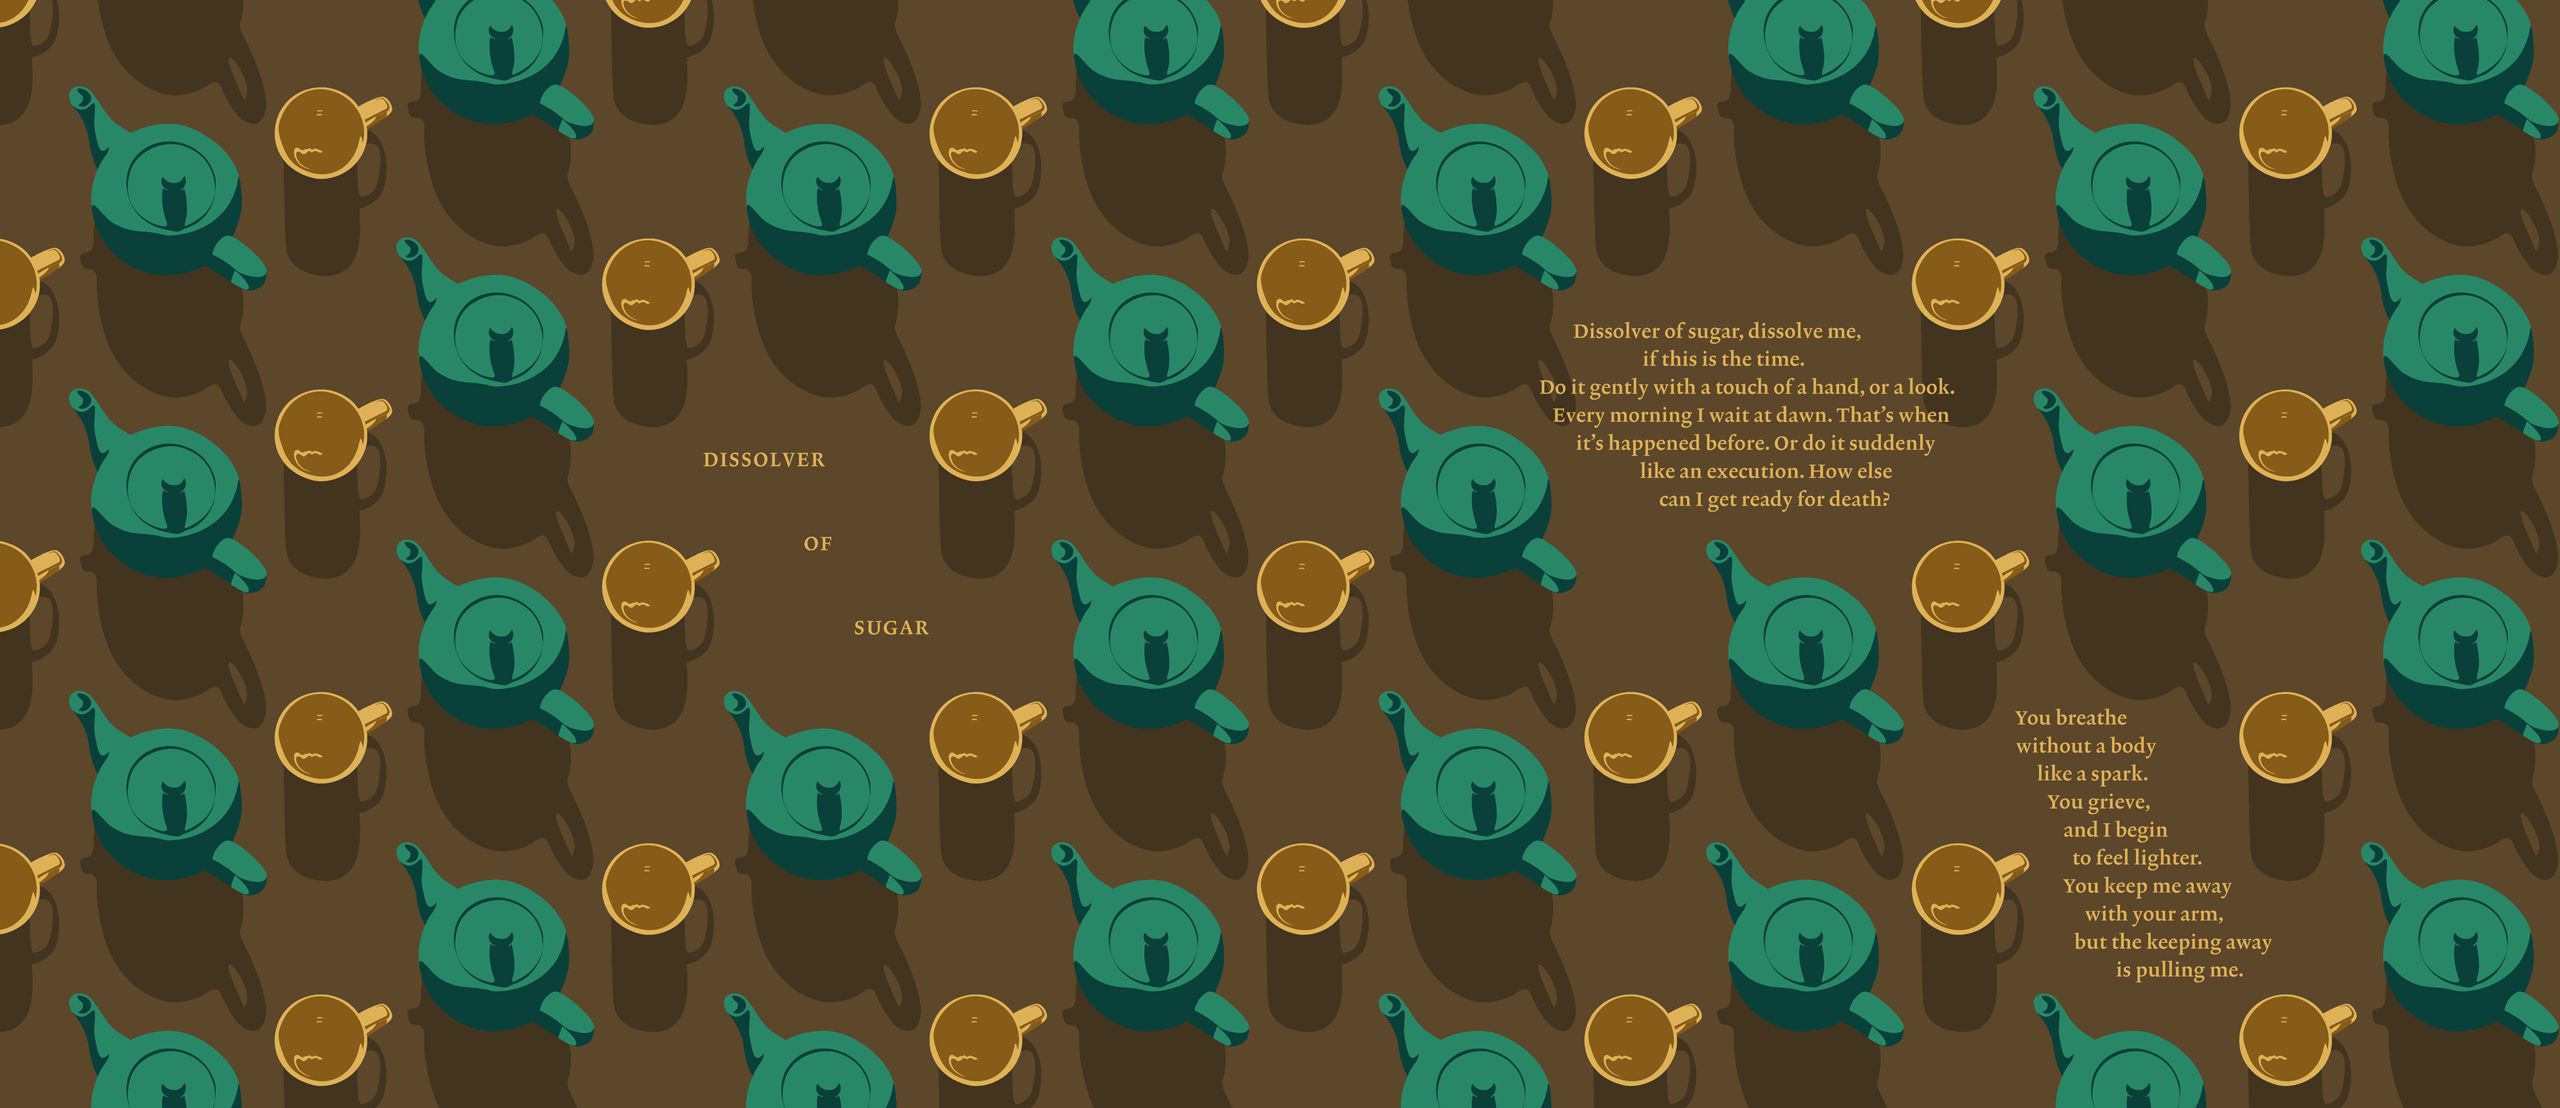 DISSOLVER
OF
SUGAR
Dissolver of sugar, dissolve me,
if this is the time.
Do it gently with a touch of a hand, or a look.
Every morning I wait at dawn. That’s when
it’s happened before. Or do it suddenly
like an execution. How else
can I get ready for death?
You breathe
without a body
like a spark.
You grieve,
and I begin
to feel lighter.
You keep me away
with your arm,
but the keeping away
is pulling me.